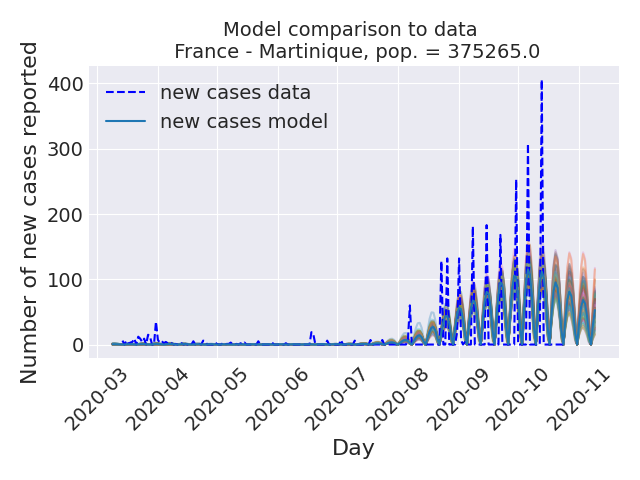 Model comparison to data
France - Martinique, pop. = 375265.0
new cases data
new cases model
Number of new cases reported
400
300
200
100
0
2020-03
2020-04
2020-05
2020-06
2020-07
2020-08
2020-09
2020-10
2020-11
Day